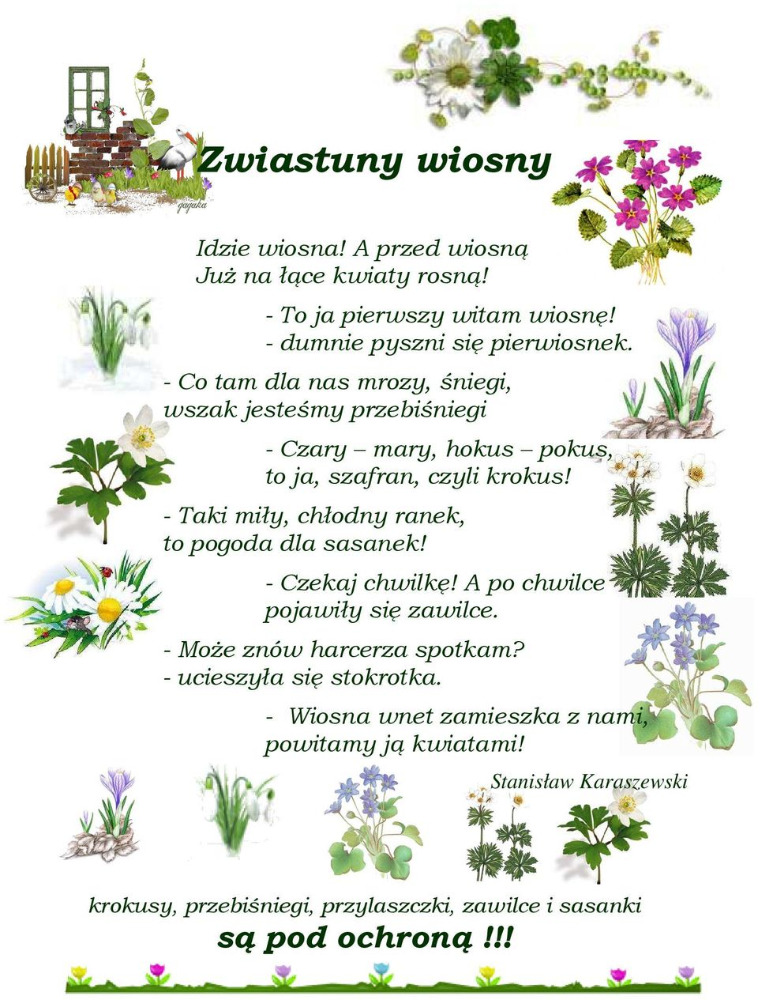 Zwiastuny wiosny
gagaka
Idzie wiosna! A przed wiosną
Już na łące kwiaty rosną!
- To ja pierwszy witam wiosnę!
- dumnie pyszni się pierwiosnek.
- Co tam dla nas mrozy, śniegi,
wszak jesteśmy przebiśniegi
- Czary – mary, hokus – pokus,
to ja, szafran, czyli krokus!
- Taki miły, chłodny ranek,
to pogoda dla sasanek!
- Czekaj chwilkę! A po chwilce
pojawiły się zawilce.
- Może znów harcerza spotkam?
- ucieszyła się stokrotka.
- Wiosna wnet zamieszka z nami,
powitamy ją kwiatami!
Stanisław Karaszewski
krokusy, przebiśniegi, przylaszczki, zawilce i sasanki
są pod ochroną !!!